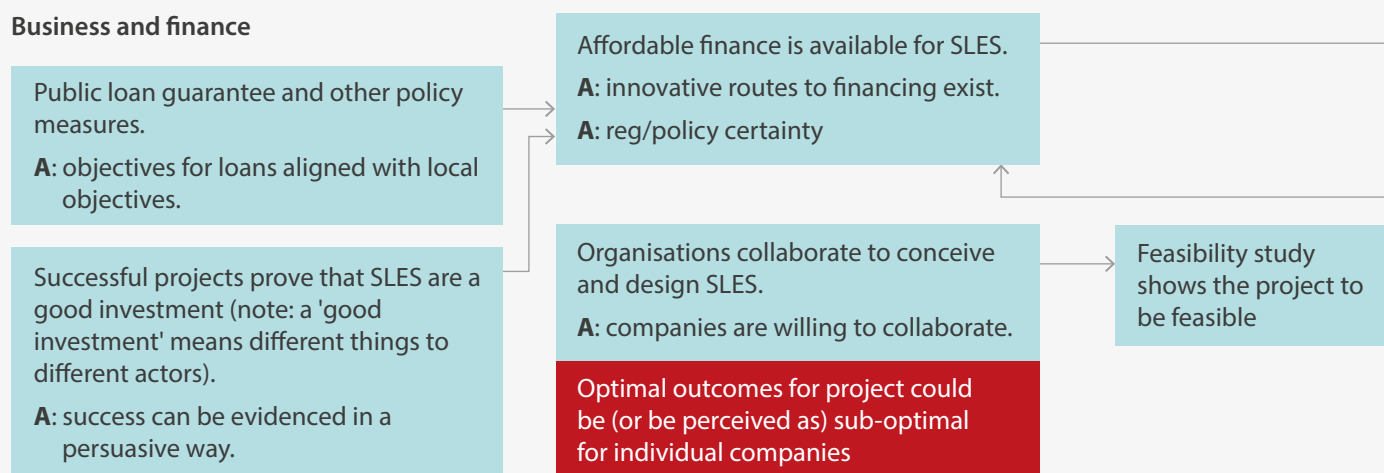 Business and finance
Public loan guarantee and other policy
measures.
A: objectives for loans aligned with local
objectives.
Successful projects prove that SLES are a
good investment (note: a 'good
investment' means different things to
different actors).
A: success can be evidenced in a
persuasive way.
Affordable finance is available for SLES.
A: innovative routes to financing exist.
A: reg/policy certainty
Organisations collaborate to conceive
and design SLES.
A: companies are willing to collaborate.
Optimal outcomes for project could
be (or be perceived as) sub-optimal
for individual companies
Feasibility study
shows the project to
be feasible